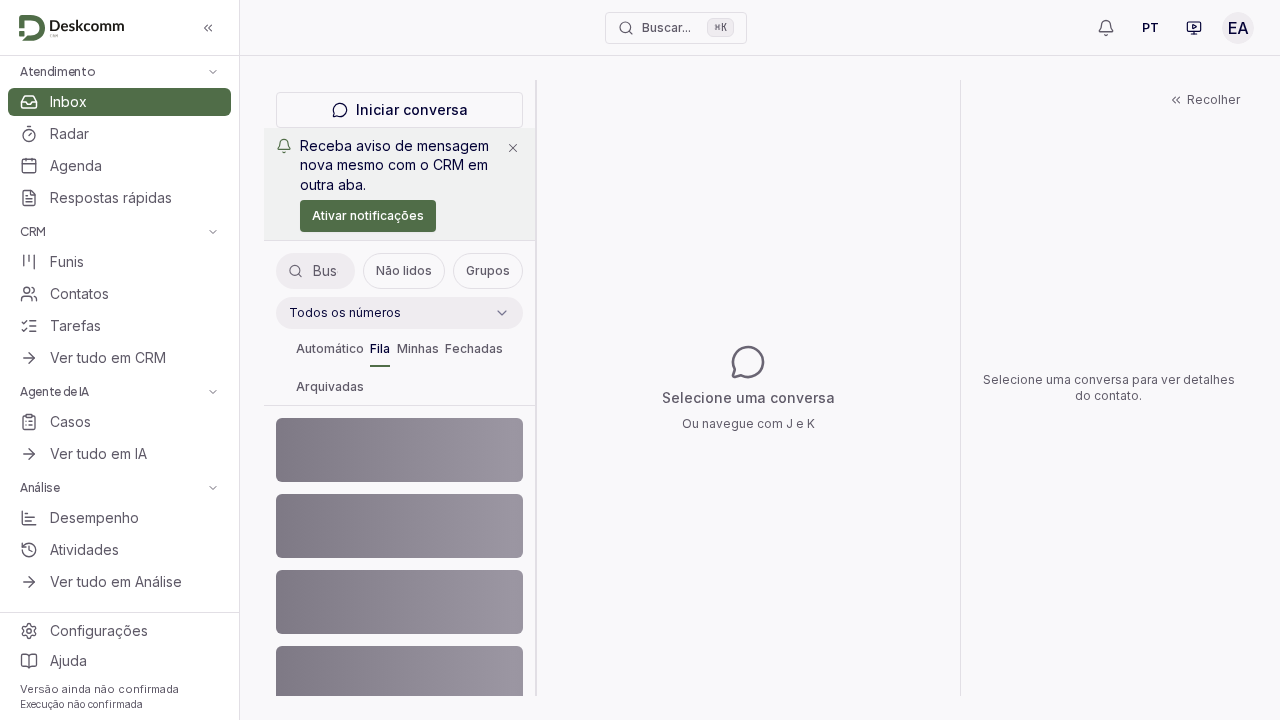 Deskcomm
Buscar...
⌘K
PT
EA
Atendimento
Inbox
Radar
Agenda
Respostas rápidas
CRM
Funis
Contatos
Tarefas
Ver tudo em CRM
Agente de IA
Casos
Ver tudo em IA
Análise
Desempenho
Atividades
Ver tudo em Análise
Configurações
Ajuda
Versão ainda não confirmada
Execução não confirmada
Iniciar conversa
Receba aviso de mensagem
nova mesmo com o CRM em
outra aba.
Ativar notificações
Bus
Não lidos
Grupos
Todos os números
Automático Fila Minhas Fechadas
Arquivadas
Selecione uma conversa
Ou navegue com J e K
Recolher
Selecione uma conversa para ver detalhes
do contato.